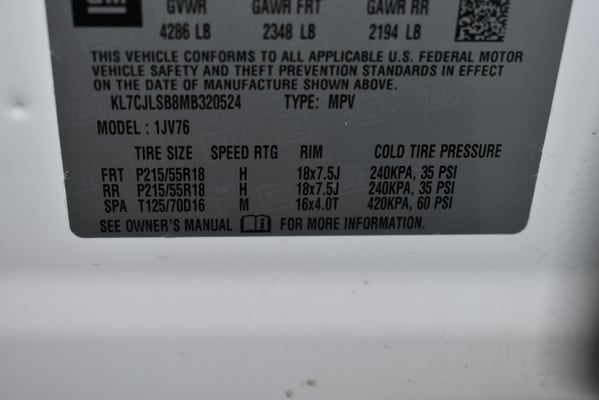 GM
GVWR GAWR FRT GAWR RR
4286 LB 2348 LB 2194 LB
THIS VEHICLE CONFORMS TO ALL APPLICABLE U.S. FEDERAL MOTOR
VEHICLE SAFETY AND THEFT PREVENTION STANDARDS IN EFFECT
ON THE DATE OF MANUFACTURE SHOWN ABOVE.
KL7CJLSB8MB320524 TYPE: MPV
MODEL : 1JV76
TIRE SIZE SPEED RTG RIM COLD TIRE PRESSURE
FRT P215/55R18 H 18x7.5J 240KPA, 35 PSI
RR P215/55R18 H 18x7.5J 240KPA, 35 PSI
SPA T125/70D16 M 16x4.0T 420KPA, 60 PSI
SEE OWNER'S MANUAL FOR MORE INFORMATION.